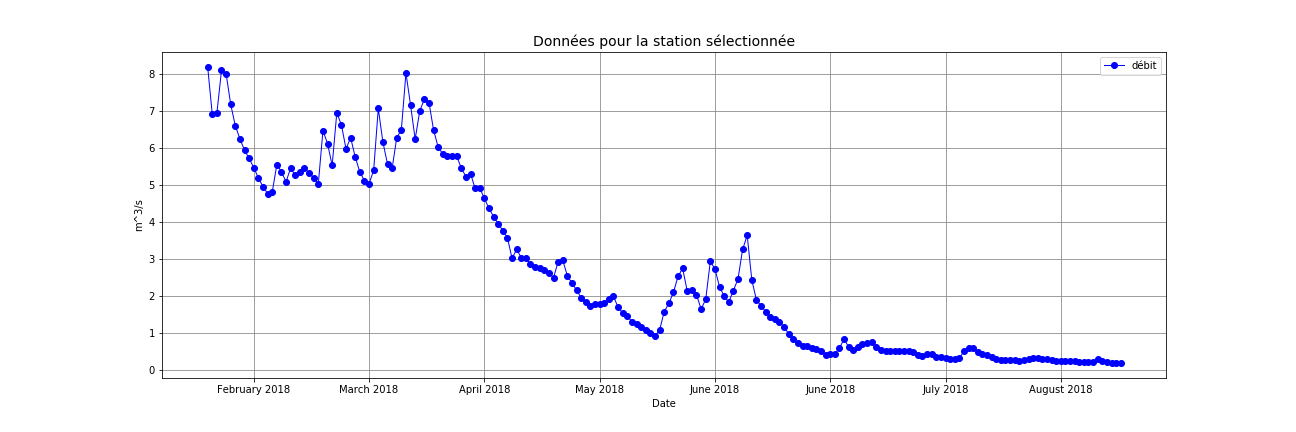 Données pour la station sélectionnée
débit
8
7
6
5
4
3
2
1
0
m^3/s
February 2018 March 2018 April 2018 May 2018 June 2018 June 2018 July 2018 August 2018
Date